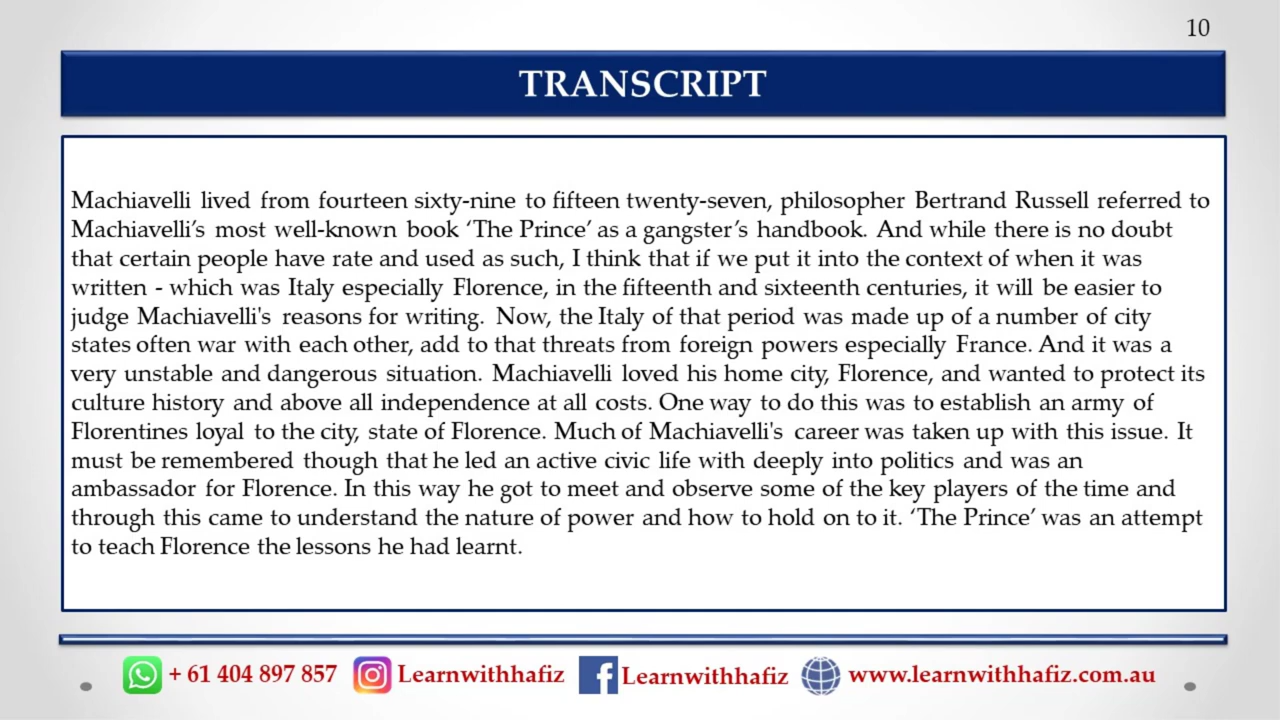 10
TRANSCRIPT
Machiavelli lived from fourteen sixty-nine to fifteen twenty-seven, philosopher Bertrand Russell referred to
Machiavelli’s most well-known book ‘The Prince’ as a gangster’s handbook. And while there is no doubt
that certain people have rate and used as such, I think that if we put it into the context of when it was
written - which was Italy especially Florence, in the fifteenth and sixteenth centuries, it will be easier to
judge Machiavelli's reasons for writing. Now, the Italy of that period was made up of a number of city
states often war with each other, add to that threats from foreign powers especially France. And it was a
very unstable and dangerous situation. Machiavelli loved his home city, Florence, and wanted to protect its
culture history and above all independence at all costs. One way to do this was to establish an army of
Florentines loyal to the city, state of Florence. Much of Machiavelli's career was taken up with this issue. It
must be remembered though that he led an active civic life with deeply into politics and was an
ambassador for Florence. In this way he got to meet and observe some of the key players of the time and
through this came to understand the nature of power and how to hold on to it. ‘The Prince’ was an attempt
to teach Florence the lessons he had learnt.
+ 61 404 897 857 Learnwithhafiz Learnwithhafiz www.learnwithhafiz.com.au